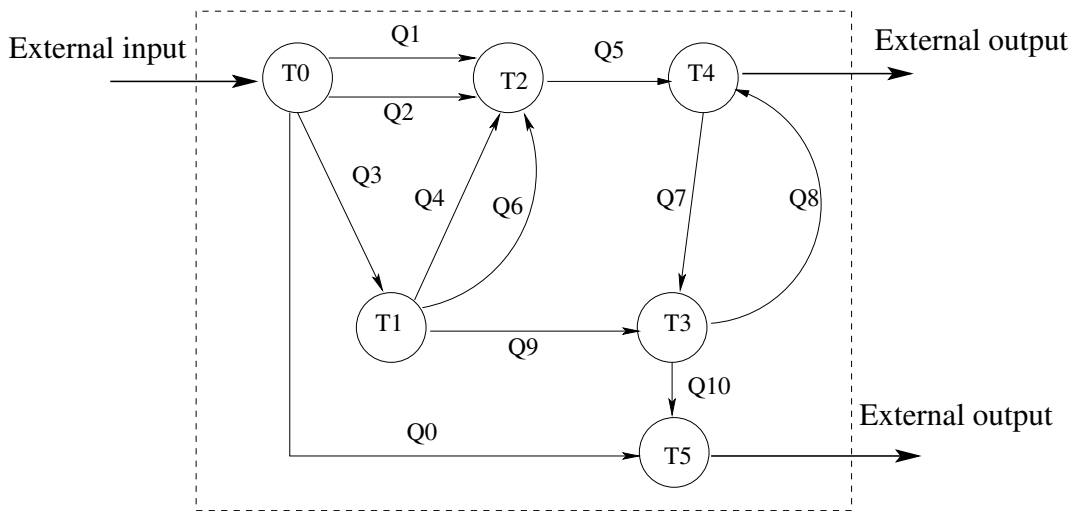 External input
Q1
Q5
External output
T0
T2
T4
Q2
Q3
Q4
Q6
Q7
Q8
T1
T3
Q9
Q10
Q0
External output
T5